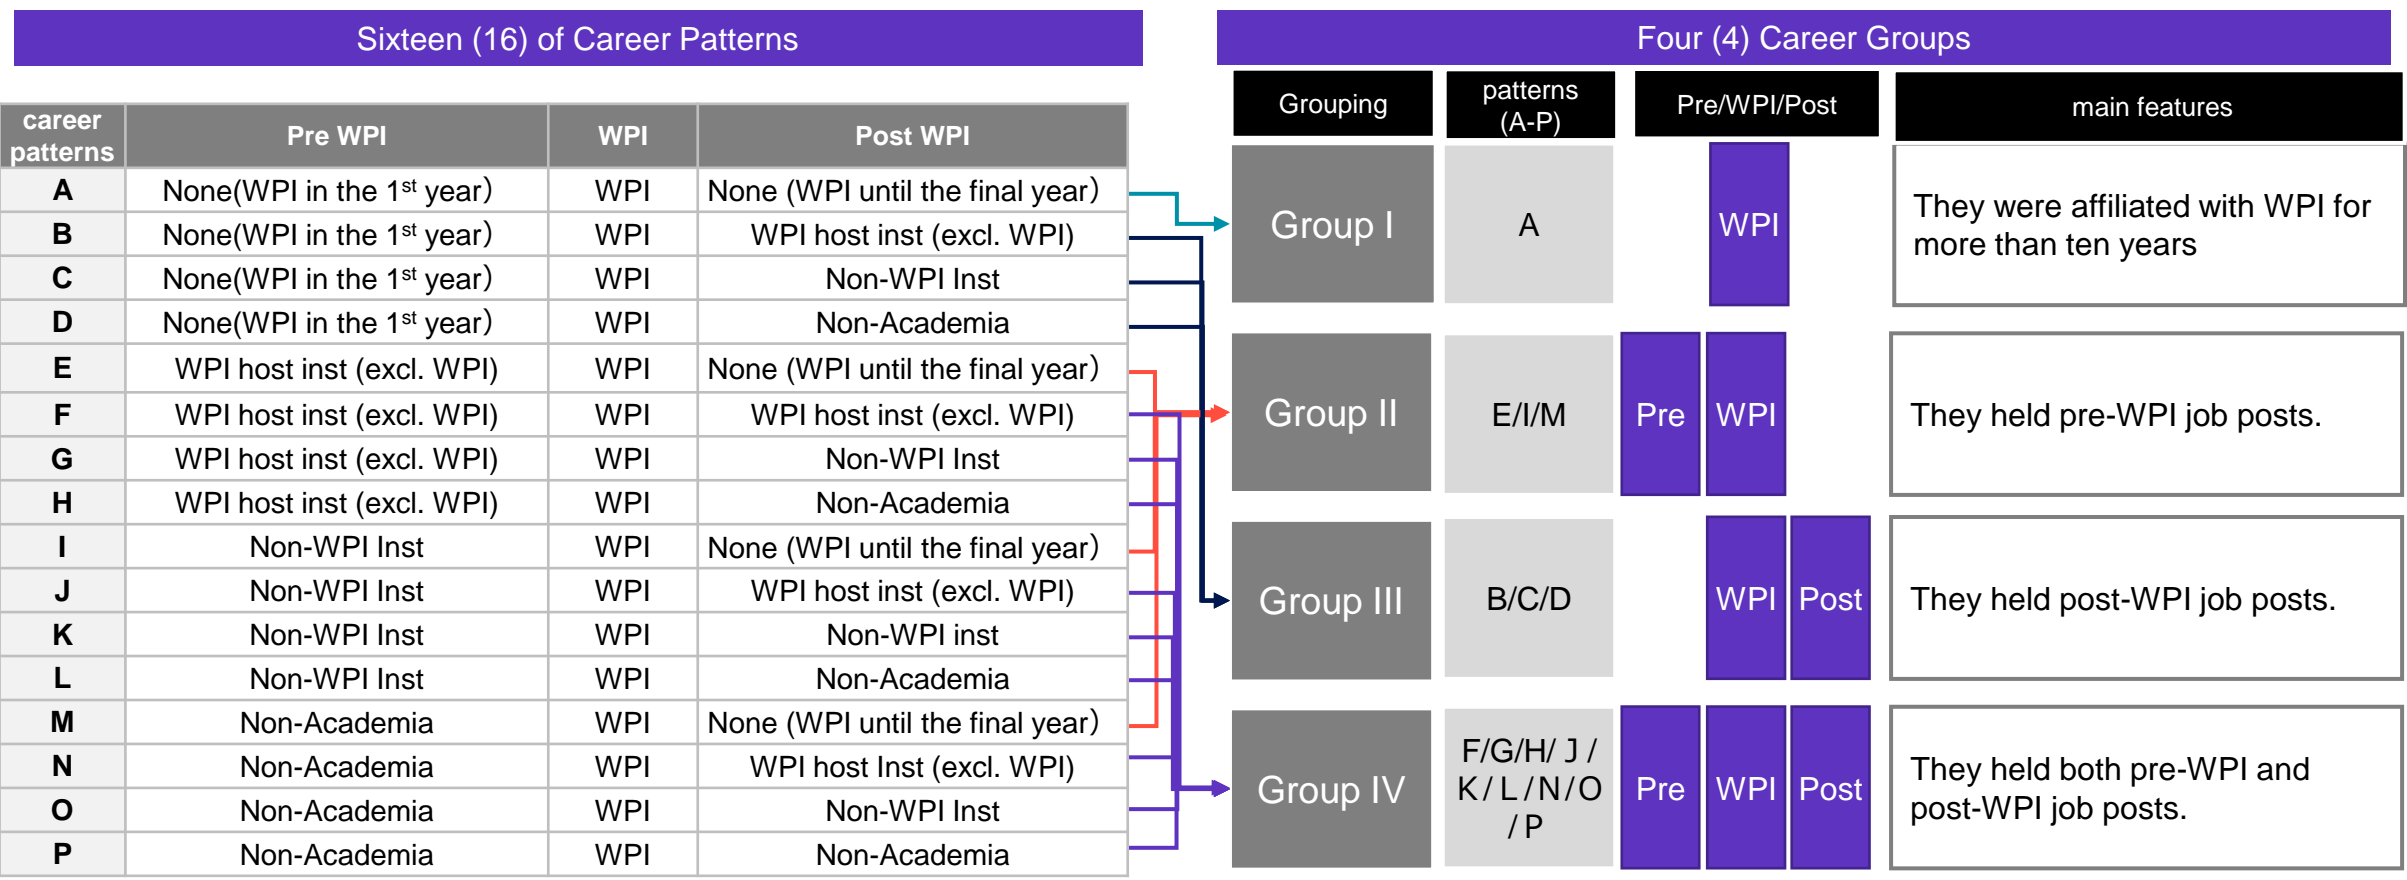 Sixteen (16) of Career Patterns
career patterns Pre WPI WPI Post WPI
A None(WPI in the 1st year） WPI None (WPI until the final year）
B None(WPI in the 1st year） WPI WPI host inst (excl. WPI)
C None(WPI in the 1st year） WPI Non-WPI Inst
D None(WPI in the 1st year） WPI Non-Academia
E WPI host inst (excl. WPI) WPI None (WPI until the final year）
F WPI host inst (excl. WPI) WPI WPI host inst (excl. WPI)
G WPI host inst (excl. WPI) WPI Non-WPI Inst
H WPI host inst (excl. WPI) WPI Non-Academia
I Non-WPI Inst WPI None (WPI until the final year）
J Non-WPI Inst WPI WPI host inst (excl. WPI)
K Non-WPI Inst WPI Non-WPI inst
L Non-WPI Inst WPI Non-Academia
M Non-Academia WPI None (WPI until the final year）
N Non-Academia WPI WPI host Inst (excl. WPI)
O Non-Academia WPI Non-WPI Inst
P Non-Academia WPI Non-Academia
Four (4) Career Groups
Grouping patterns (A-P) Pre/WPI/Post main features
Group I A WPI They were affiliated with WPI for
more than ten years
Group II E/I/M Pre WPI They held pre-WPI job posts.
Group III B/C/D WPI Post They held post-WPI job posts.
Group IV
F/G/H/Ｊ/
K/L/N/O
/P
Pre WPI Post
They held both pre-WPI and
post-WPI job posts.